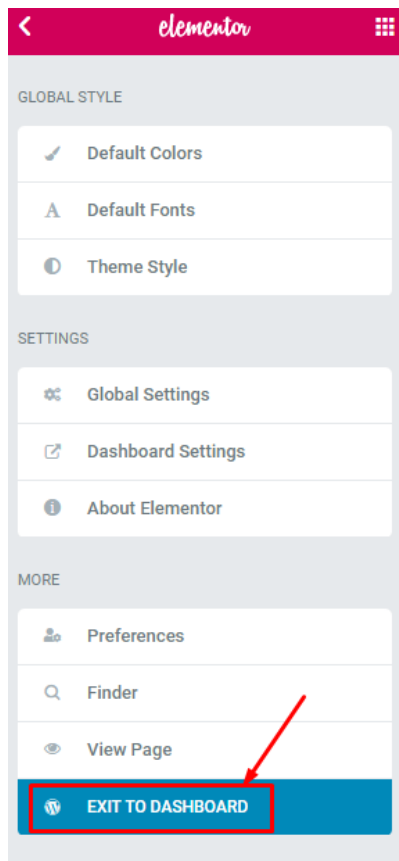 elementor
GLOBAL STYLE
Default Colors
Default Fonts
Theme Style
SETTINGS
Global Settings
Dashboard Settings
About Elementor
MORE
Preferences
Finder
View Page
EXIT TO DASHBOARD